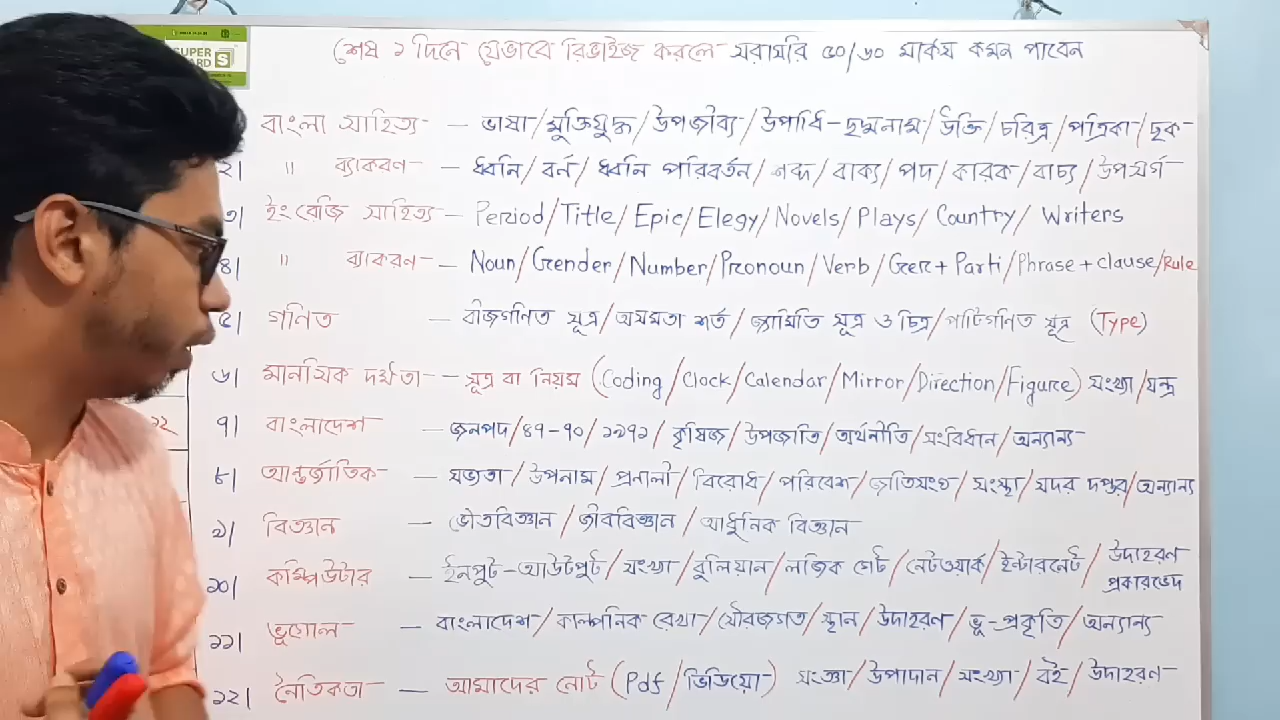 SUPER
শেষ ১ দিনে যেভাবে রিভাইজ করলে সরাসরি ৫০/৬০ মার্কস কমন পাবেন
বাংলা সাহিত্য - ভাষা/মুক্তিযুদ্ধ/উপজীব্য/উপাধি-ছদ্মনাম/উক্তি/চরিত্র/পত্রিকা/ছক-
২। " ব্যাকরণ - ধ্বনি/বর্ন/ধ্বনি পরিবর্তন/শব্দ/বাক্য/পদ/কারক/বাচ্য/উপসর্গ
৩। ইংরেজি সাহিত্য - Period/Title/Epic/Elegy/Novels/Plays/Country/Writers
৪। " ব্যাকরন - Noun/Gender/Number/Pronoun/Verb/Ger+Parti/Phrase+clause/Rule
৫। গণিত - বীজগণিত সূত্র/অসমতা শর্ত/জ্যামিতি সূত্র ও চিত্র/পাটিগণিত সূত্র (Type)
৬। মানসিক দক্ষতা - সূত্র বা নিয়ম (Coding/Clock/Calendar/Mirror/Direction/Figure) সংখ্যা/যন্ত্র
১২
৭। বাংলাদেশ - জনপদ/৪৭-৭০/১৯৭১/কৃষিজ/উপজাতি/অর্থনীতি/সংবিধান/অন্যান্য
৮। আন্তর্জাতিক - সভ্যতা/উপনাম/প্রনালী/বিরোধ/পরিবেশ/জাতিসংঘ/সংস্থা/সদর দপ্তর/অন্যান্য
৯। বিজ্ঞান - ভৌতবিজ্ঞান/জীববিজ্ঞান/আধুনিক বিজ্ঞান
১০। কম্পিউটার - ইনপুট-আউটপুট/সংখ্যা/বুলিয়ান/লজিক গেট/নেটওয়ার্ক/ইন্টারনেট/উদাহরণ
প্রকারভেদ
১১। ভূগোল - বাংলাদেশ/কাল্পনিক রেখা/সৌরজগত/স্থান/উদাহরণ/ভূ-প্রকৃতি/অন্যান্য
১২। নৈতিকতা - আমাদের নোট (Pdf/ভিডিয়ো) সংজ্ঞা/উপাদান/সংখ্যা/বই/উদাহরণ